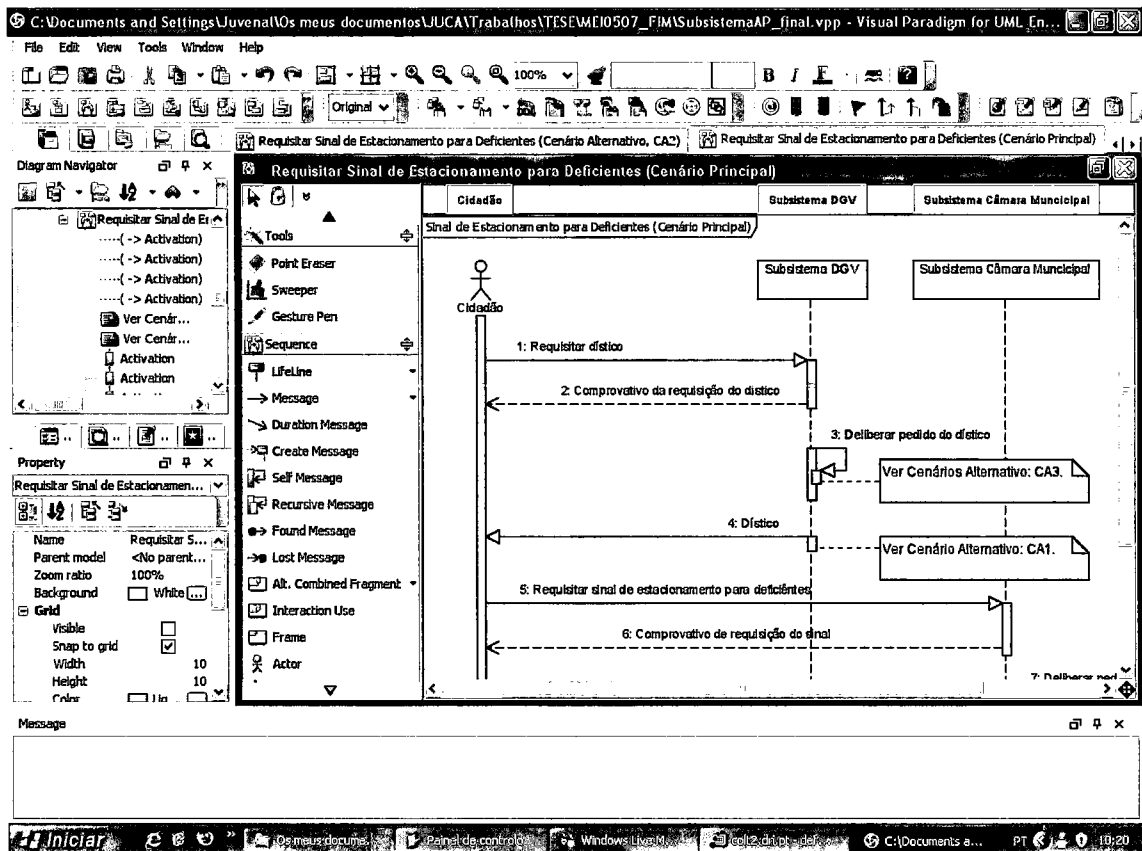 C:\Documents and Settings\Juvenal\Os meus documentos\JUCA\Trabalhos\TESE\MEI0507_FIM\SubsistemaAP_final.vpp - Visual Paradigm for UML En...
File Edit View Tools Window Help
100% B I
Original
Requisitar Sinal de Estacionamento para Deficientes (Cenário Alternativo, CA2) Requisitar Sinal de Estacionamento para Deficientes (Cenário Principal)
Diagram Navigator
Requisitar Sinal de Es
( -> Activation)
( -> Activation)
( -> Activation)
( -> Activation)
Ver Cenár...
Ver Cenár...
Activation
Activation
Property
Requisitar Sinal de Estacionamen...
Name Requisitar S...
Parent model <No parent...
Zoom ratio 100%
Background White
Grid
Visible
Snap to grid
Width 10
Height 10
Color
Requisitar Sinal de Estacionamento para Deficientes (Cenário Principal)
Tools
Point Eraser
Sweeper
Gesture Pen
Sequence
LifeLine
Message
Duration Message
Create Message
Self Message
Recursive Message
Found Message
Lost Message
Alt. Combined Fragment
Interaction Use
Frame
Actor
Cidadão Subsistema DGV Subsistema Câmara Muncicipal
Sinal de Estacionamento para Deficientes (Cenário Principal)
Cidadão
Subsistema DGV
Subsistema Câmara Muncicipal
1: Requisitar dístico
2: Comprovativo da requisição do distico
3: Deliberar pedido do dístico
Ver Cenários Alternativo: CA3.
4: Dístico
Ver Cenário Alternativo: CA1.
5: Requisitar sinal de estacionamento para deficiêntes
6: Comprovativo de requisição do sinal
7: Deliberar ped
Message
Iniciar Os meus docume... Painel de controlo Windows Live M... C:\Documents a... PT 10:20